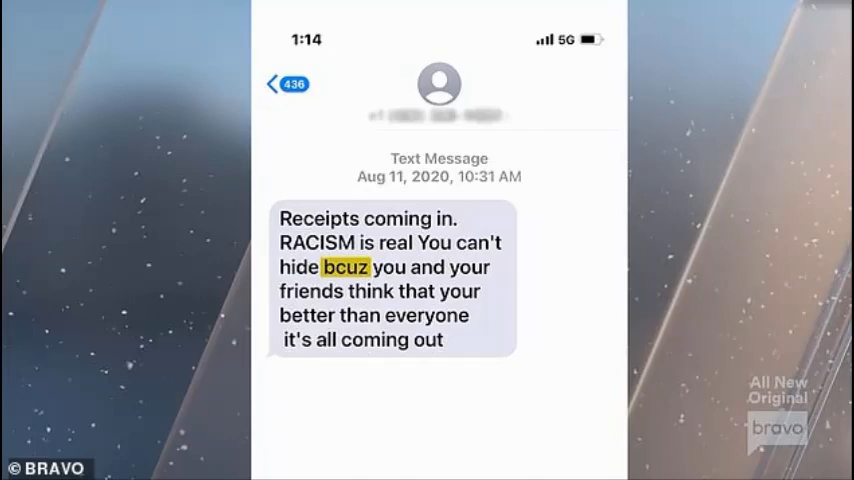 1:14
5G
436
Text Message
Aug 11, 2020, 10:31 AM
Receipts coming in.
RACISM is real You can't
hide bcuz you and your
friends think that your
better than everyone
it's all coming out
All New
Original
bravo
© BRAVO